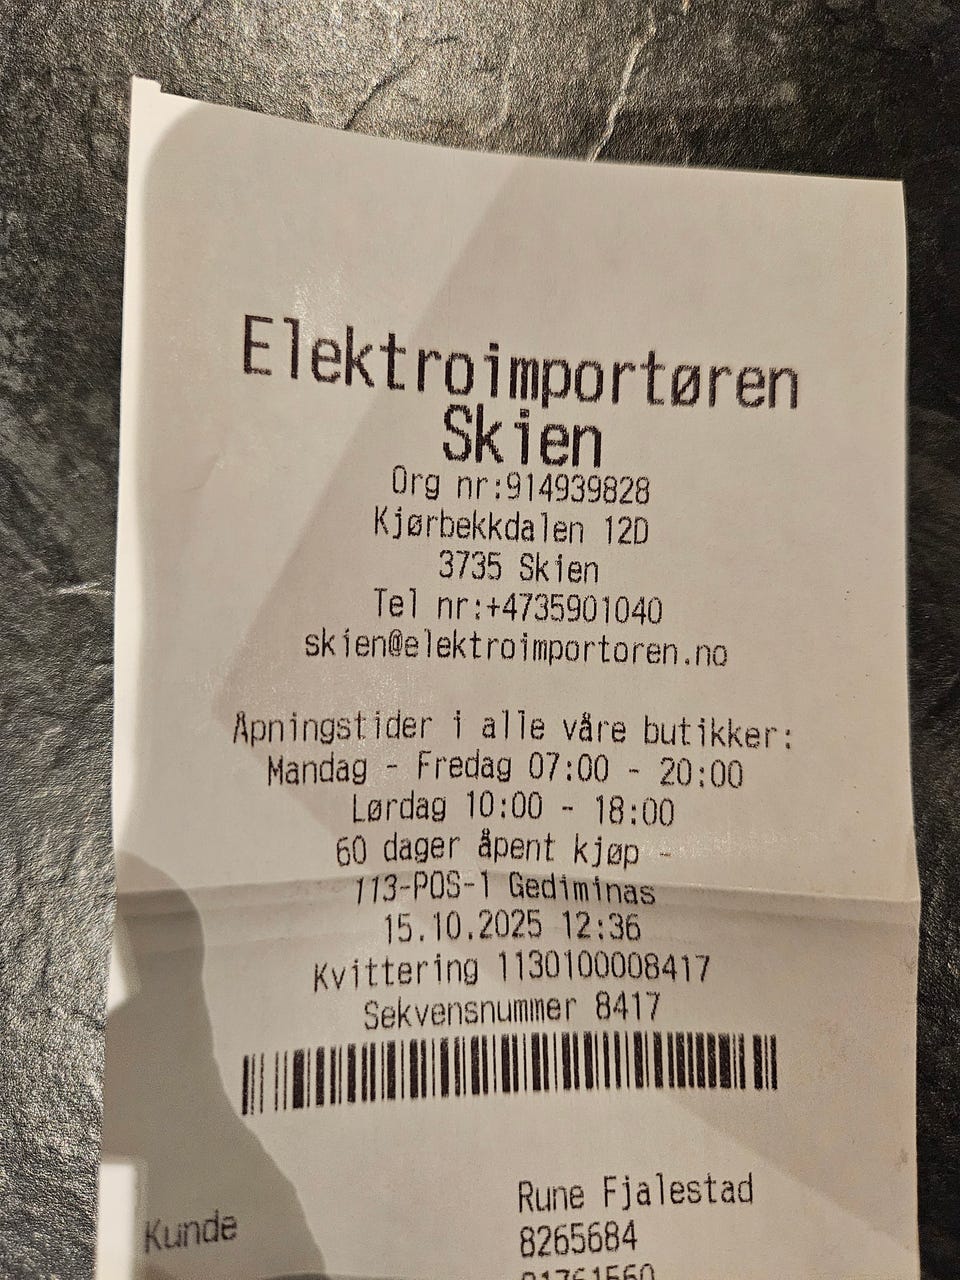 Elektroimportøren
Skien
Org nr:914939828
Kjørbekkdalen 12D
3735 Skien
Tel nr:+4735901040
skien@elektroimportoren.no
Åpningstider i alle våre butikker:
Mandag - Fredag 07:00 - 20:00
Lørdag 10:00 - 18:00
60 dager åpent kjøp -
113-POS-1 Gediminas
15.10.2025 12:36
Kvittering 1130100008417
Sekvensnummer 8417
Kunde Rune Fjalestad
8265684